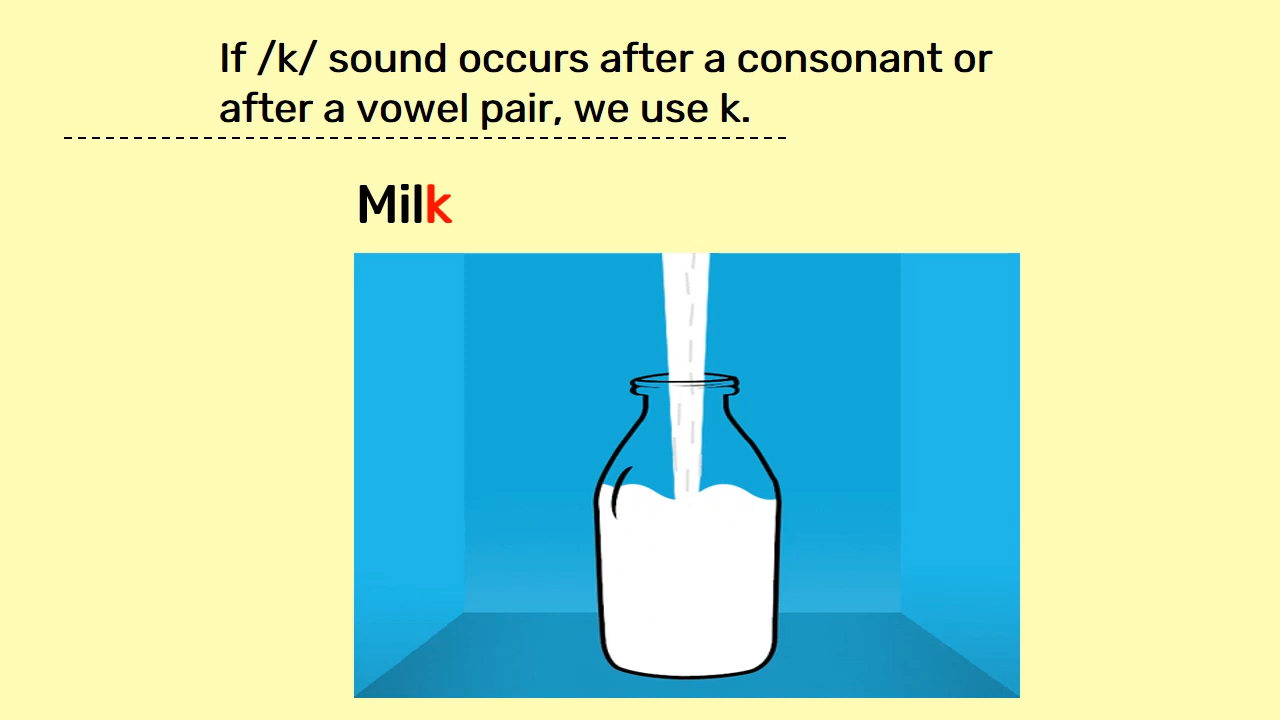 If /k/ sound occurs after a consonant or
after a vowel pair, we use k.
Milk